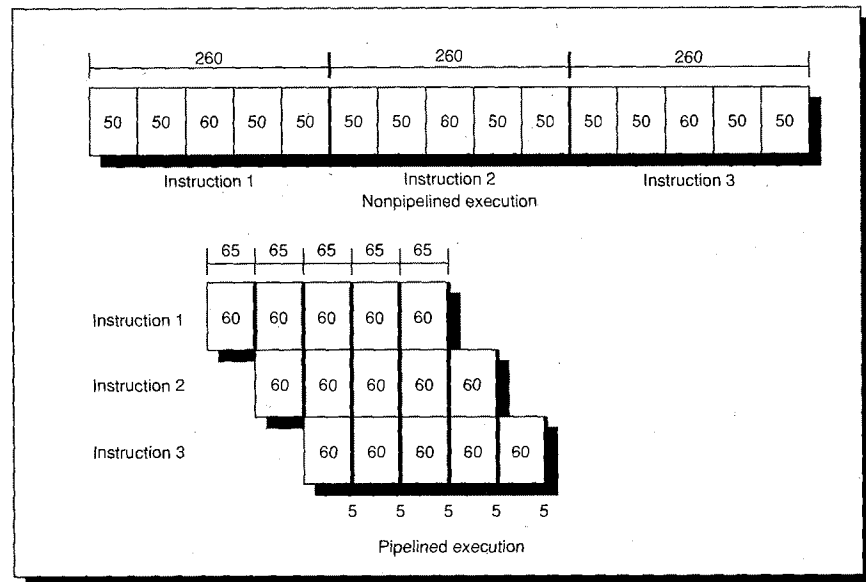 260 260 260
50 50 60 50 50 50 50 60 50 50 50 50 60 50 50
Instruction 1 Instruction 2 Instruction 3
Nonpipelined execution
65 65 65 65 65
Instruction 1 60 60 60 60 60
Instruction 2 60 60 60 60 60
Instruction 3 60 60 60 60 60
5 5 5 5 5
Pipelined execution